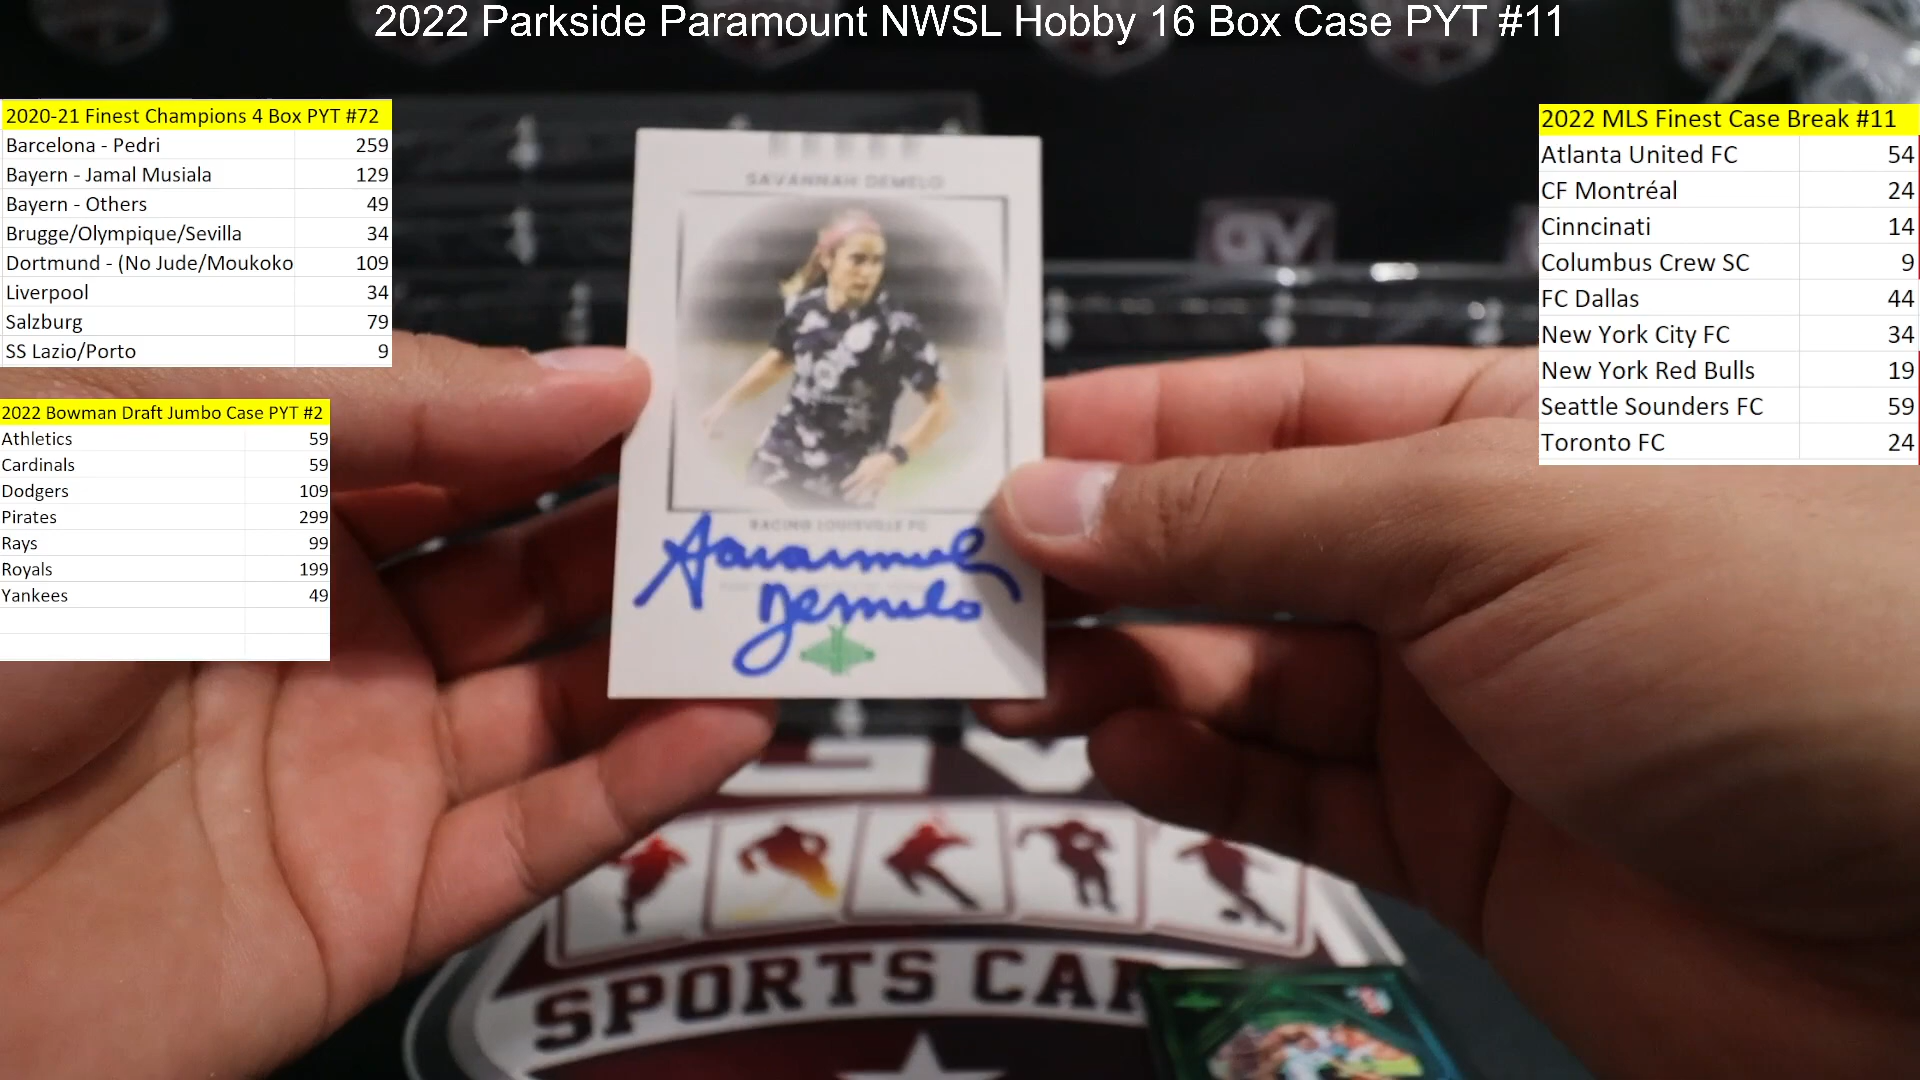 2022 Parkside Paramount NWSL Hobby 16 Box Case PYT #11
2020-21 Finest Champions 4 Box PYT #72
Barcelona - Pedri 259
Bayern - Jamal Musiala 129
Bayern - Others 49
Brugge/Olympique/Sevilla 34
Dortmund - (No Jude/Moukoko 109
Liverpool 34
Salzburg 79
SS Lazio/Porto 9
2022 Bowman Draft Jumbo Case PYT #2
Athletics 59
Cardinals 59
Dodgers 109
Pirates 299
Rays 99
Royals 199
Yankees 49
2022 MLS Finest Case Break #11
Atlanta United FC 54
CF Montréal 24
Cinncinati 14
Columbus Crew SC 9
FC Dallas 44
New York City FC 34
New York Red Bulls 19
Seattle Sounders FC 59
Toronto FC 24
SAVANNAH DEMELO
RACING LOUISVILLE FC
Savannah
Demelo
GV
GV
SPORTS CAR